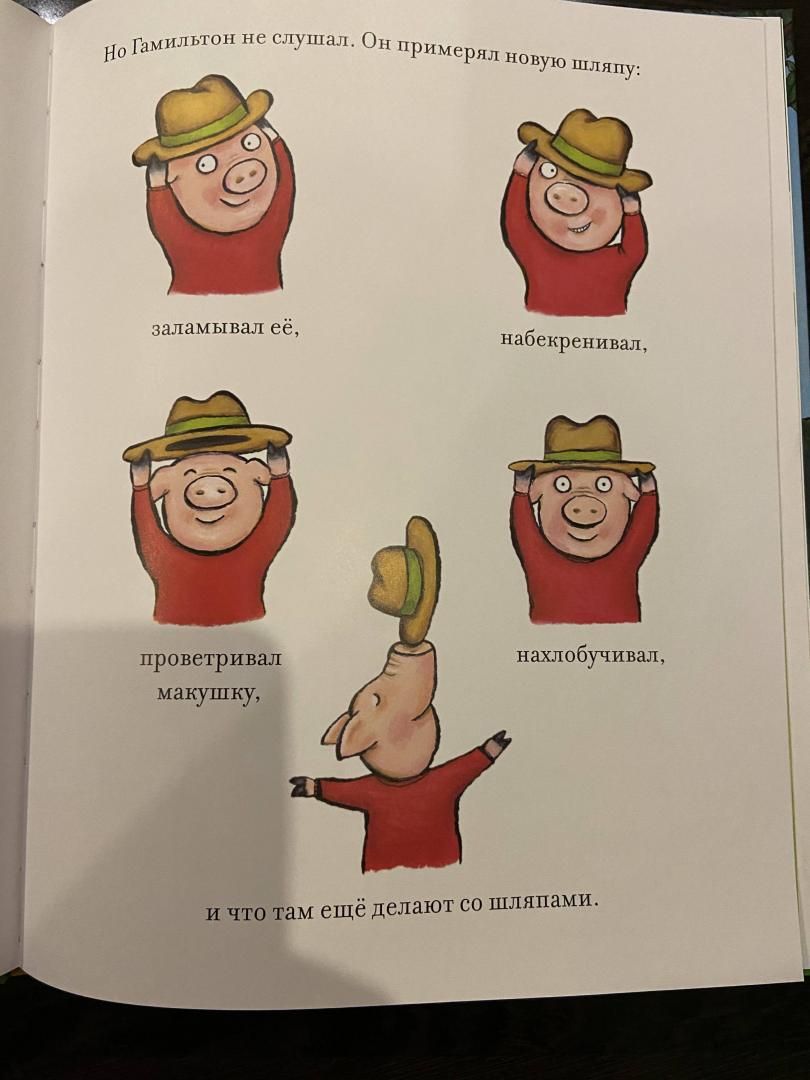 Но Гамильтон не слушал. Он примерял новую шляпу:
заламывал её,
набекренивал,
проветривал
макушку,
нахлобучивал,
и что там ещё делают со шляпами.